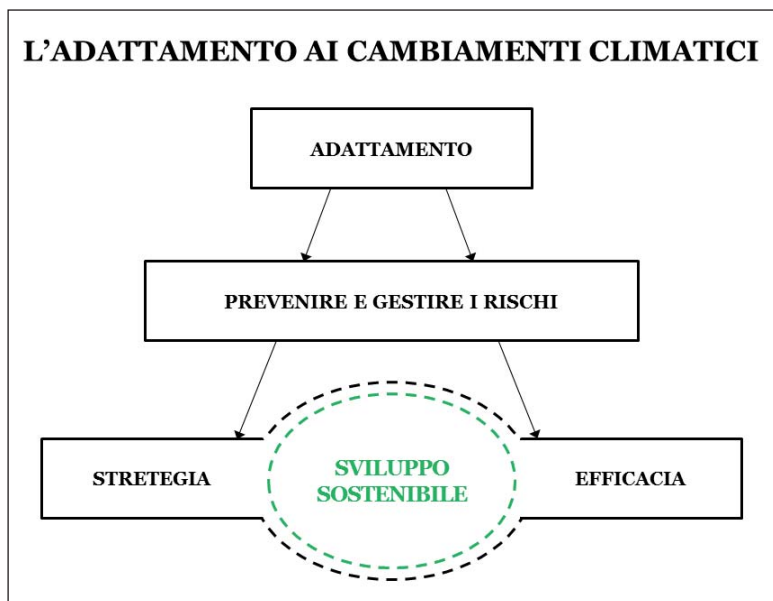 L’ADATTAMENTO AI CAMBIAMENTI CLIMATICI
ADATTAMENTO
PREVENIRE E GESTIRE I RISCHI
STRETEGIA
SVILUPPO
SOSTENIBILE
EFFICACIA